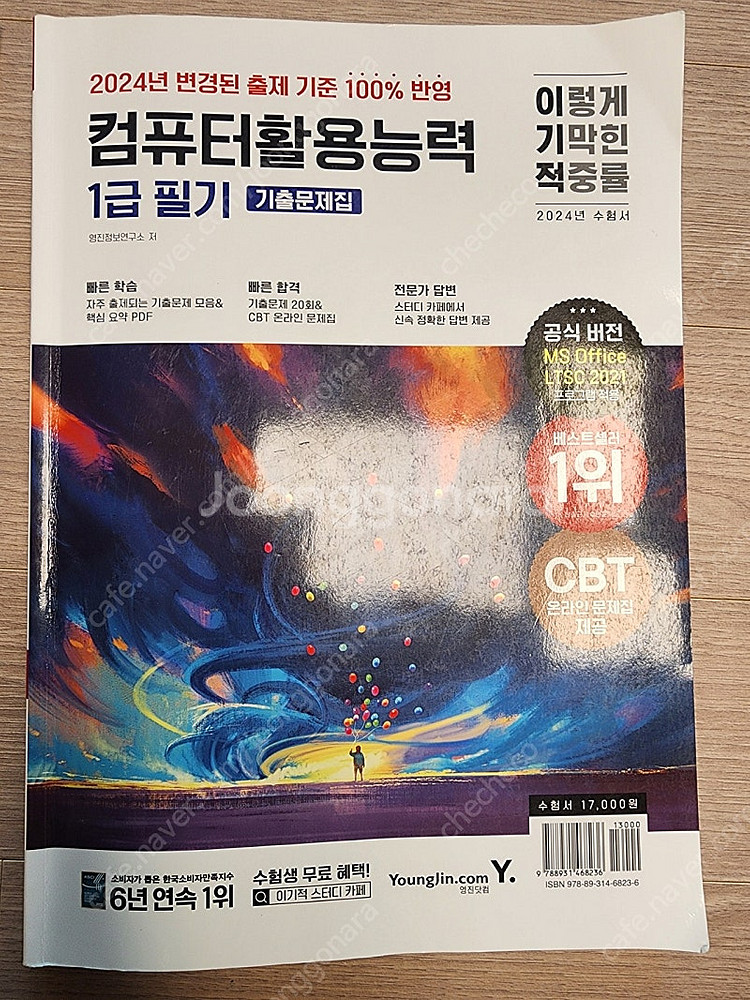 2024년 변경된 출제 기준 100% 반영
컴퓨터활용능력
1급 필기 기출문제집
영진정보연구소 저
이렇게
기막힌
적중률
2024년 수험서
빠른 학습
자주 출제되는 기출문제 모음&
핵심 요약 PDF
빠른 합격
기출문제 20회&
CBT 온라인 문제집
전문가 답변
스터디 카페에서
신속 정확한 답변 제공
공식 버전
MS Office
LTSC 2021
프로그램 적용
베스트셀러
1위
CBT
온라인 문제집
제공
Joonggonara
수험서 17,000원
13000
9 788931 468236
ISBN 978-89-314-6823-6
소비자가 뽑은 한국소비자만족지수
6년 연속 1위
수험생 무료 혜택!
이기적 스터디 카페
YoungJin.com Y.
영진닷컴